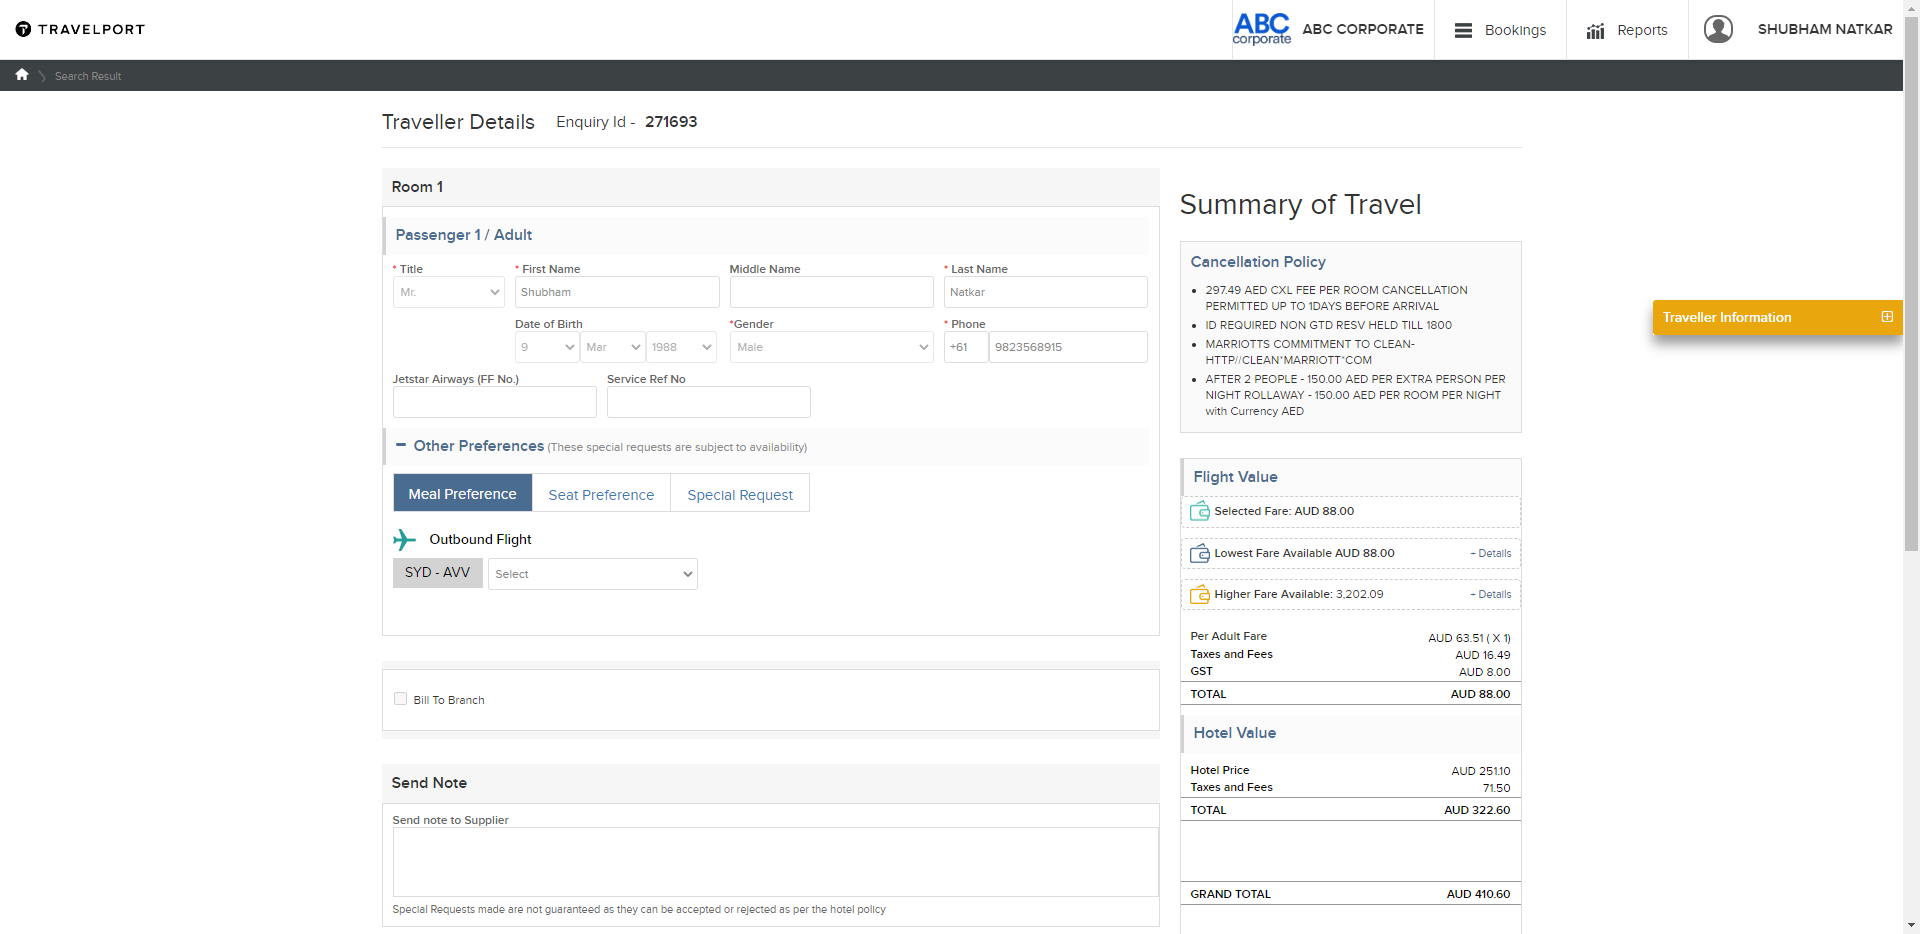 TRAVELPORT
ABC corporate
ABC CORPORATE
Bookings
Reports
SHUBHAM NATKAR
Search Result
Traveller Details
Enquiry Id - 271693
Room 1
Passenger 1 / Adult
* Title
* First Name
Middle Name
* Last Name
Mr.
Shubham
Natkar
Date of Birth
*Gender
* Phone
9
Mar
1988
Male
+61
9823568915
Jetstar Airways (FF No.)
Service Ref No
Other Preferences (These special requests are subject to availability)
Meal Preference
Seat Preference
Special Request
Outbound Flight
SYD - AVV
Select
Bill To Branch
Send Note
Send note to Supplier
Special Requests made are not guaranteed as they can be accepted or rejected as per the hotel policy
Summary of Travel
Cancellation Policy
• 297.49 AED CXL FEE PER ROOM CANCELLATION
PERMITTED UP TO 1DAYS BEFORE ARRIVAL
• ID REQUIRED NON GTD RESV HELD TILL 1800
• MARRIOTTS COMMITMENT TO CLEAN-
HTTP//CLEAN*MARRIOTT*COM
• AFTER 2 PEOPLE - 150.00 AED PER EXTRA PERSON PER
NIGHT ROLLAWAY - 150.00 AED PER ROOM PER NIGHT
with Currency AED
Flight Value
Selected Fare: AUD 88.00
Lowest Fare Available AUD 88.00
+ Details
Higher Fare Available: 3,202.09
+ Details
Per Adult Fare
AUD 63.51 ( X 1)
Taxes and Fees
AUD 16.49
GST
AUD 8.00
TOTAL
AUD 88.00
Hotel Value
Hotel Price
AUD 251.10
Taxes and Fees
71.50
TOTAL
AUD 322.60
GRAND TOTAL
AUD 410.60
Traveller Information